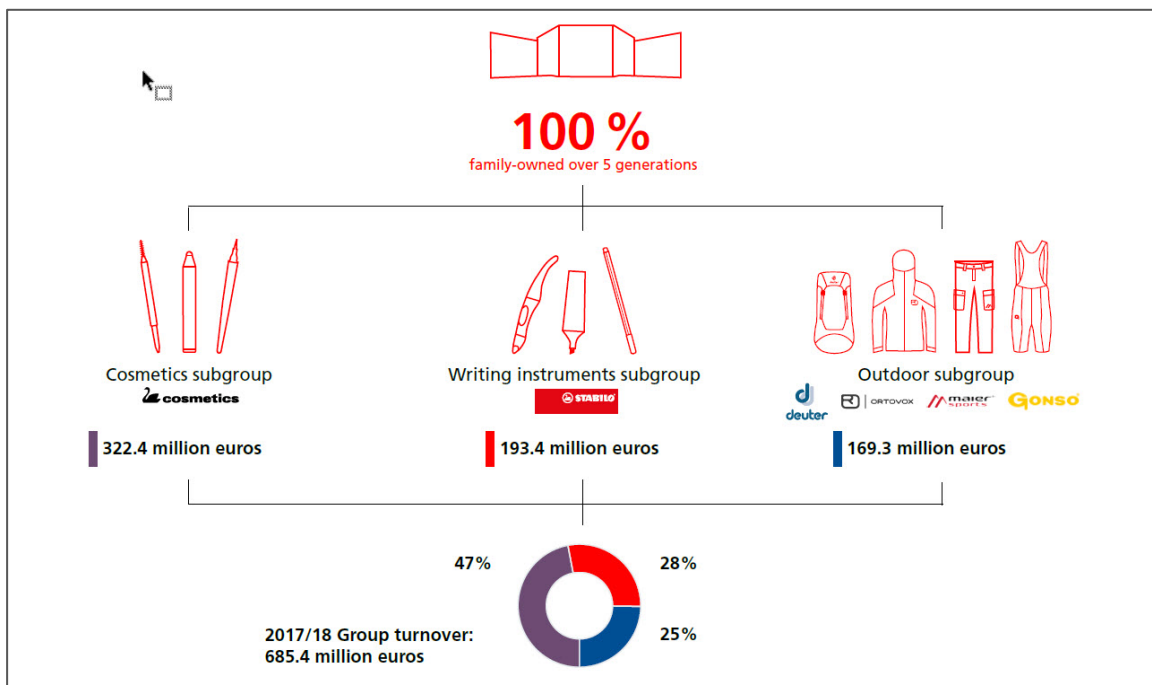 100 %
family-owned over 5 generations
Cosmetics subgroup
cosmetics
322.4 million euros
Writing instruments subgroup
STABILO
193.4 million euros
Outdoor subgroup
deuter
ORTOVOX
maier
sports
GONSO
169.3 million euros
47%
28%
25%
2017/18 Group turnover:
685.4 million euros